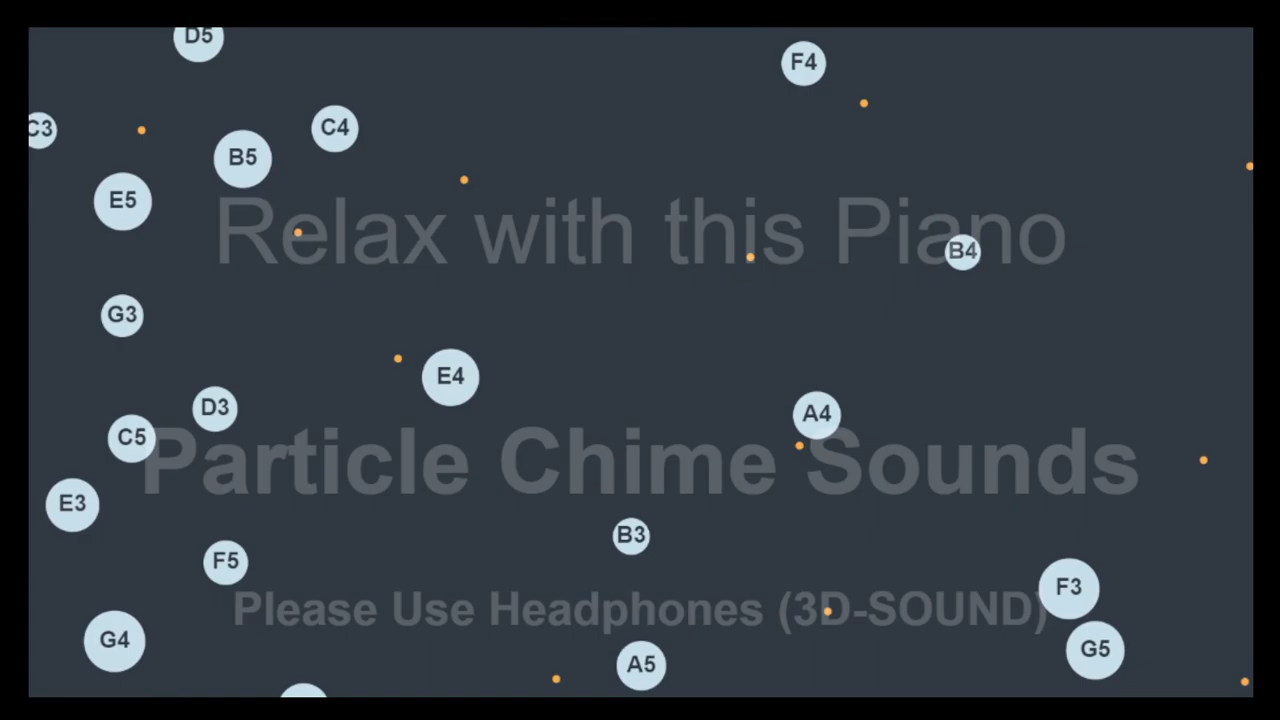 D5
F4
C3
C4
B5
E5
Relax with this Piano
B4
G3
E4
D3
A4
C5
Particle Chime Sounds
E3
B3
F5
F3
Please Use Headphones (3D-SOUND)
G4
G5
A5